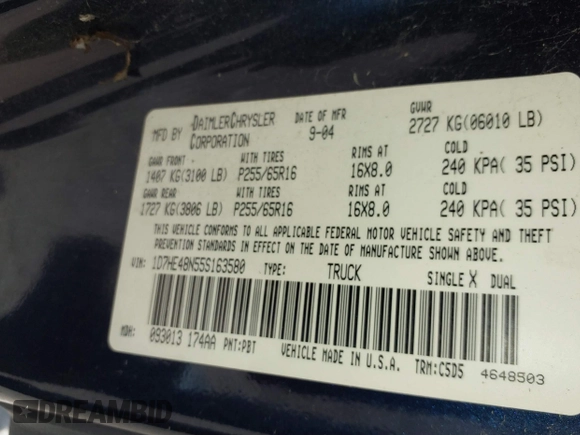 MFD BY DAIMLERCHRYSLER CORPORATION DATE OF MFR 9-04 GVWR 2727 KG(06010 LB)
GAWR FRONT WITH TIRES RIMS AT COLD
1407 KG(3100 LB) P255/65R16 16X8.0 240 KPA( 35 PSI)
GAWR REAR WITH TIRES RIMS AT COLD
1727 KG(3806 LB) P255/65R16 16X8.0 240 KPA( 35 PSI)
THIS VEHICLE CONFORMS TO ALL APPLICABLE FEDERAL MOTOR VEHICLE SAFETY AND THEFT
PREVENTION STANDARDS IN EFFECT ON THE DATE OF MANUFACTURE SHOWN ABOVE.
VIN: 1D7HE48N55S163580 TYPE: TRUCK SINGLE X DUAL
MDH: 093013 174AA PNT:PBT VEHICLE MADE IN U.S.A. TRM:C5D5 4648503
DREAMBID